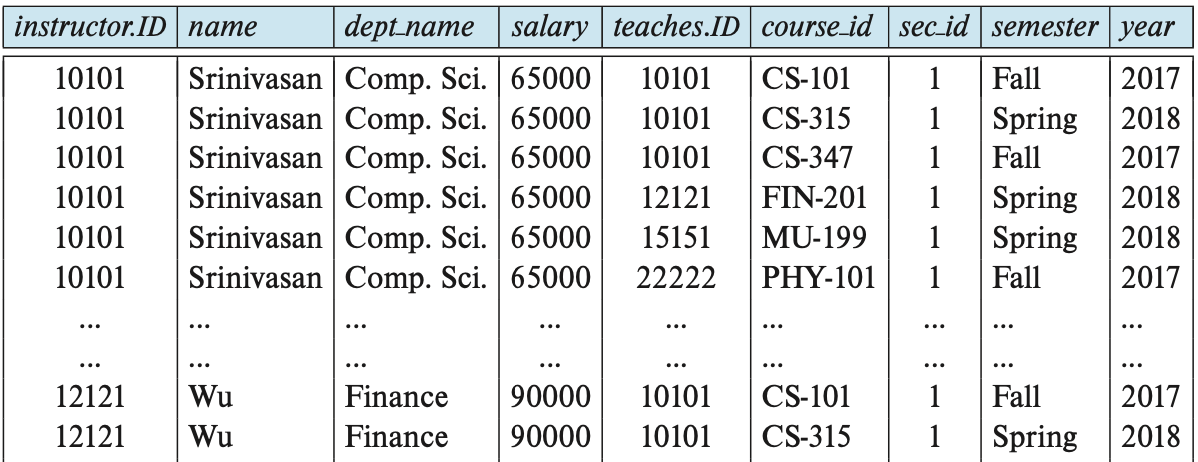 instructor.ID name dept_name salary teaches.ID course_id sec_id semester year
10101 Srinivasan Comp. Sci. 65000 10101 CS-101 1 Fall 2017
10101 Srinivasan Comp. Sci. 65000 10101 CS-315 1 Spring 2018
10101 Srinivasan Comp. Sci. 65000 10101 CS-347 1 Fall 2017
10101 Srinivasan Comp. Sci. 65000 12121 FIN-201 1 Spring 2018
10101 Srinivasan Comp. Sci. 65000 15151 MU-199 1 Spring 2018
10101 Srinivasan Comp. Sci. 65000 22222 PHY-101 1 Fall 2017
... ... ... ... ... ... ... ... ...
... ... ... ... ... ... ... ... ...
12121 Wu Finance 90000 10101 CS-101 1 Fall 2017
12121 Wu Finance 90000 10101 CS-315 1 Spring 2018